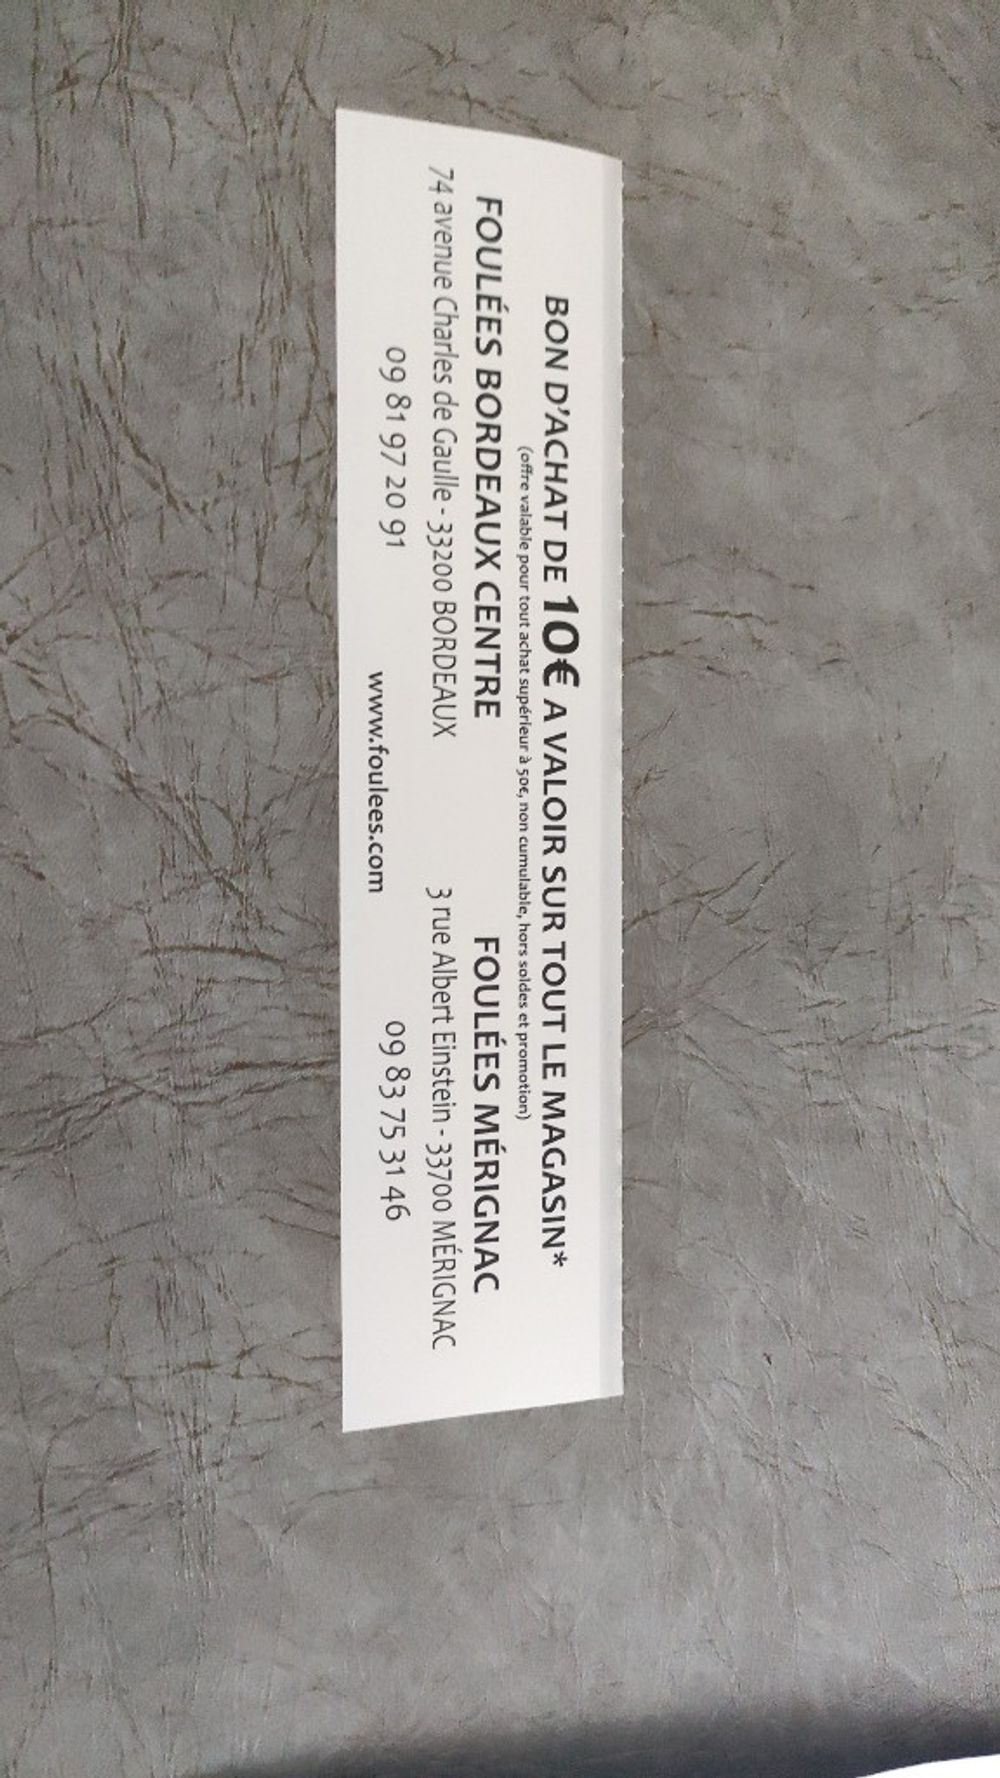 BON D'ACHAT DE 10€ A VALOIR SUR TOUT LE MAGASIN*
(offre valable pour tout achat supérieur à 50€, non cumulable, hors soldes et promotion)
FOULÉES BORDEAUX CENTRE
74 avenue Charles de Gaulle - 33200 BORDEAUX
09 81 97 20 91
FOULÉES MÉRIGNAC
3 rue Albert Einstein - 33700 MÉRIGNAC
09 83 75 31 46
www.foulees.com